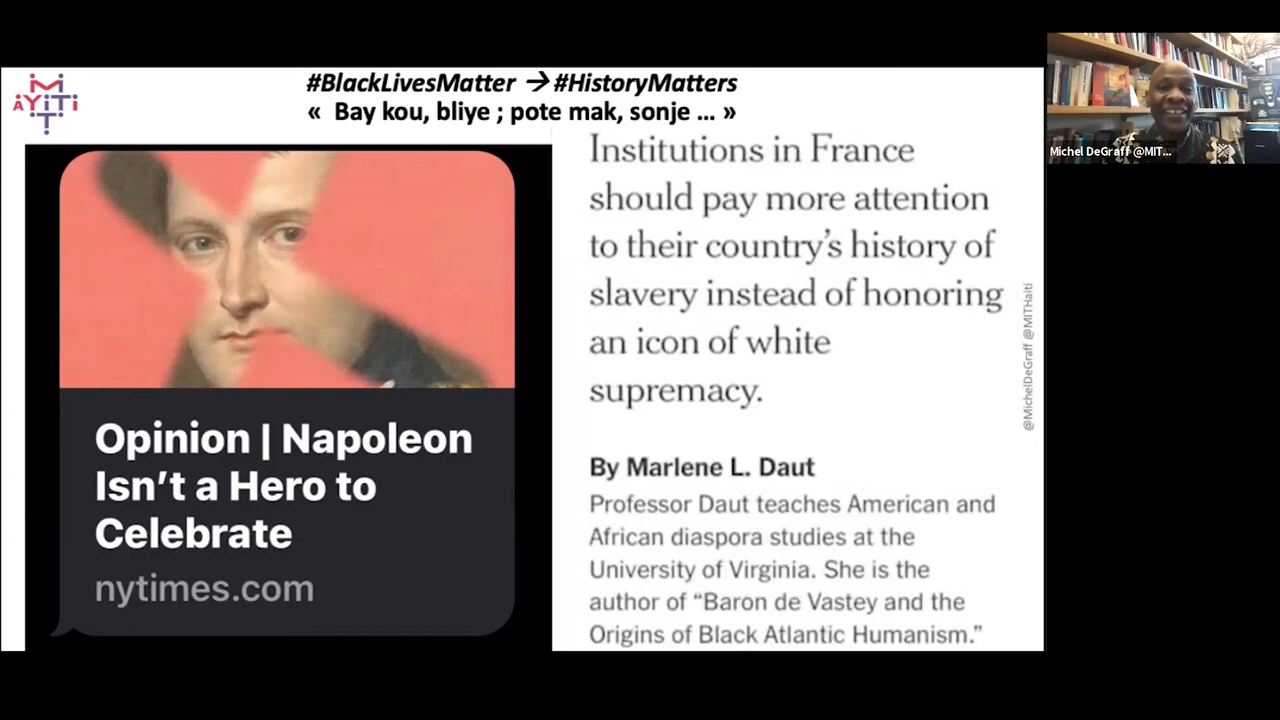 #BlackLivesMatter → #HistoryMatters
« Bay kou, bliye ; pote mak, sonje ... »
MIT
AYITI
Opinion | Napoleon
Isn't a Hero to
Celebrate
nytimes.com
Institutions in France
should pay more attention
to their country's history of
slavery instead of honoring
an icon of white
supremacy.
By Marlene L. Daut
Professor Daut teaches American and
African diaspora studies at the
University of Virginia. She is the
author of “Baron de Vastey and the
Origins of Black Atlantic Humanism.”
@MichelDeGraff @MITHaiti
Michel DeGraff @MIT...